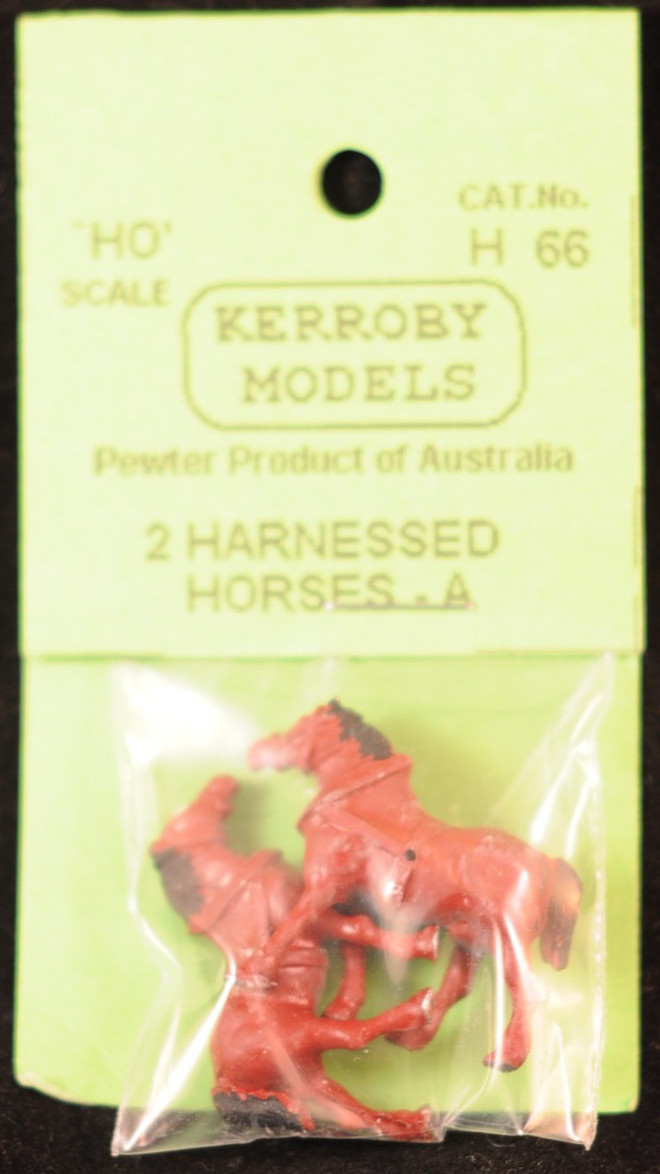 CAT.No.
`HO' H 66
SCALE
KERROBY
MODELS
Pewter Product of Australia
2 HARNESSED
HORSES - A